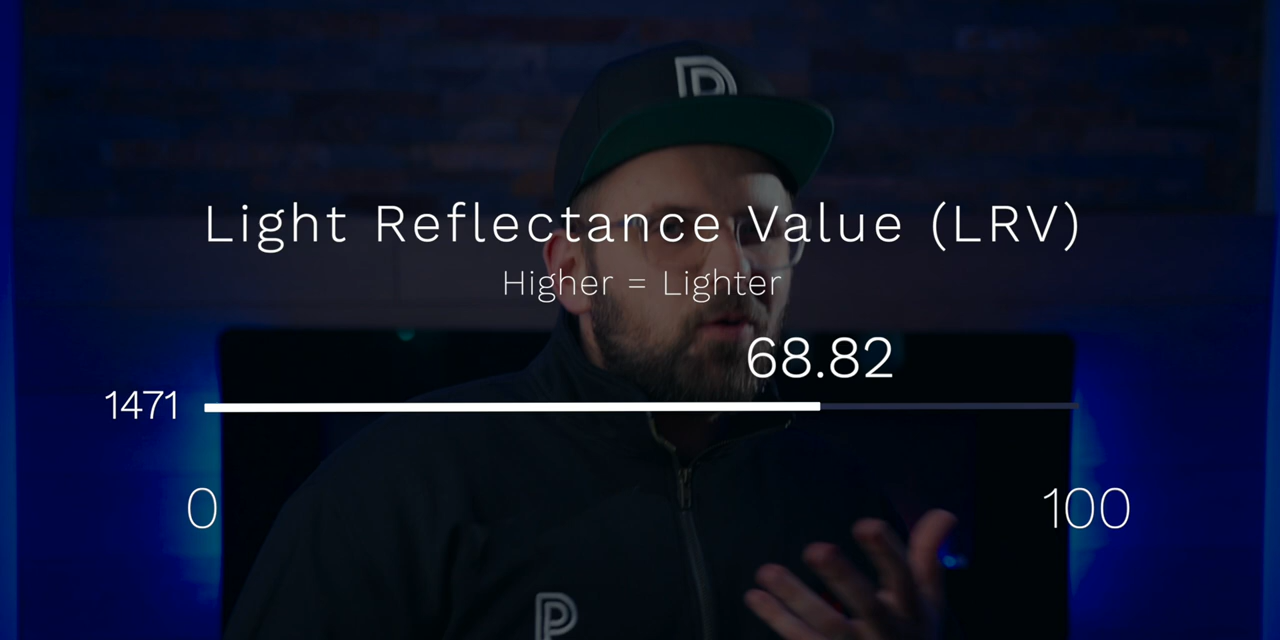 Light Reflectance Value (LRV)
Higher = Lighter
68.82
1471
0
100